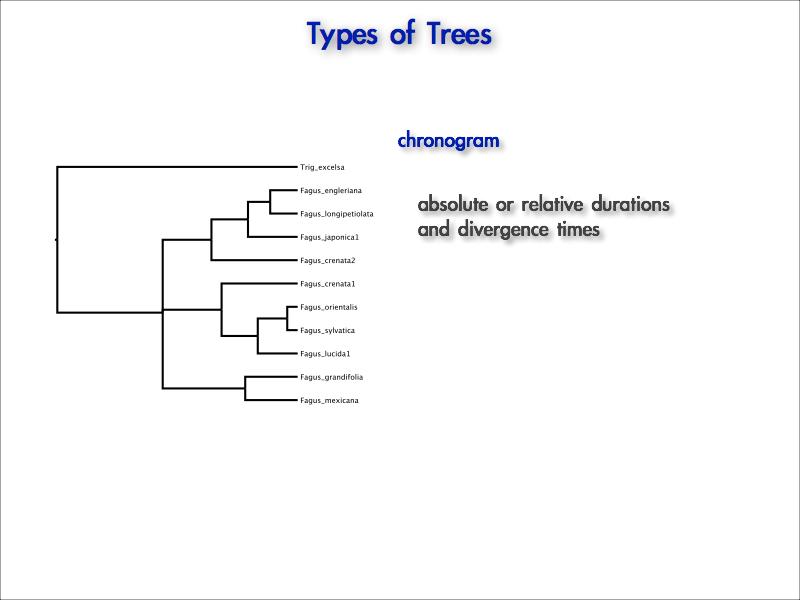 Types of Trees
chronogram
absolute or relative durations
and divergence times
Trig_excelsa
Fagus_engleriana
Fagus_longipetiolata
Fagus_japonica1
Fagus_crenata2
Fagus_crenata1
Fagus_orientalis
Fagus_sylvatica
Fagus_lucida1
Fagus_grandifolia
Fagus_mexicana